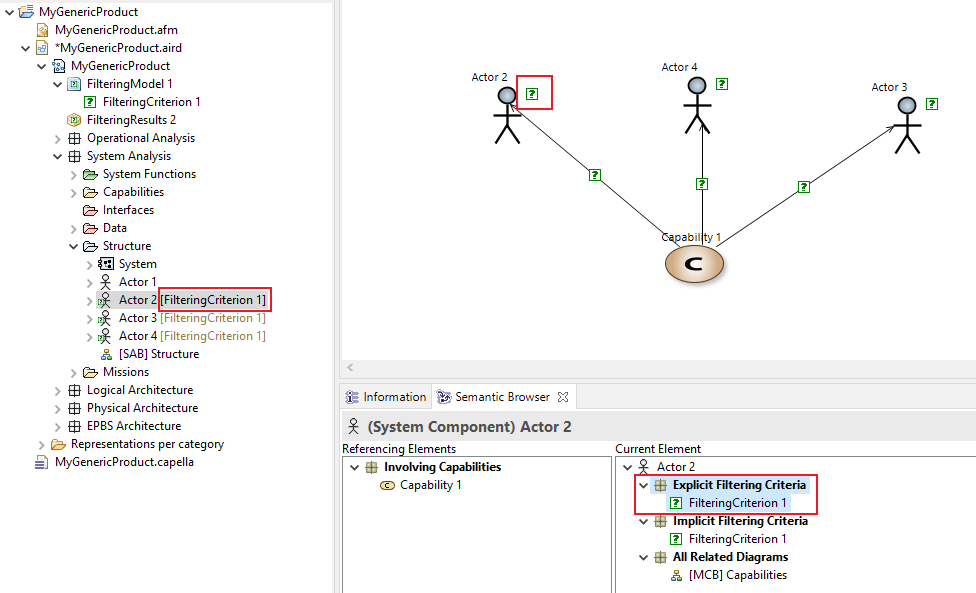 MyGenericProduct
MyGenericProduct.afm
*MyGenericProduct.aird
MyGenericProduct
FilteringModel 1
? FilteringCriterion 1
FilteringResults 2
Operational Analysis
System Analysis
System Functions
Capabilities
Interfaces
Data
Structure
System
Actor 1
Actor 2 [FilteringCriterion 1]
Actor 3 [FilteringCriterion 1]
Actor 4 [FilteringCriterion 1]
[SAB] Structure
Missions
Logical Architecture
Physical Architecture
EPBS Architecture
Representations per category
MyGenericProduct.capella
Actor 2
?
Actor 4
?
Actor 3
?
?
?
?
Capability 1
C
Information
Semantic Browser
(System Component) Actor 2
Referencing Elements
Involving Capabilities
C Capability 1
Current Element
Actor 2
Explicit Filtering Criteria
? FilteringCriterion 1
Implicit Filtering Criteria
? FilteringCriterion 1
All Related Diagrams
[MCB] Capabilities